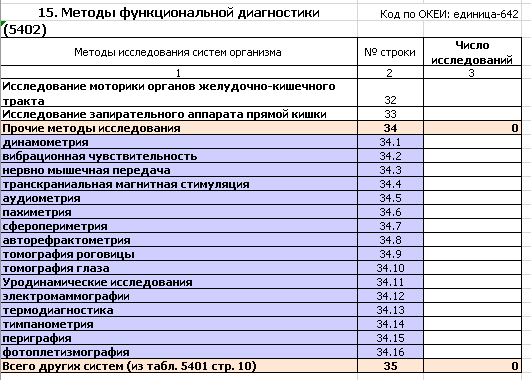 15. Методы функциональной диагностики Код по ОКЕИ: единица-642
(5402)
Методы исследования систем организма № строки Число исследований
1 2 3
Исследование моторики органов желудочно-кишечного
тракта 32
Исследование запирательного аппарата прямой кишки 33
Прочие методы исследования 34 0
динамометрия 34.1
вибрационная чувствительность 34.2
нервно мышечная передача 34.3
транскраниальная магнитная стимуляция 34.4
аудиометрия 34.5
пахиметрия 34.6
сферопериметрия 34.7
авторефрактометрия 34.8
томография роговицы 34.9
томография глаза 34.10
Уродинамические исследования 34.11
электромаммографии 34.12
термодиагностика 34.13
тимпанометрия 34.14
периграфия 34.15
фотоплетизмография 34.16
Всего других систем (из табл. 5401 стр. 10) 35 0